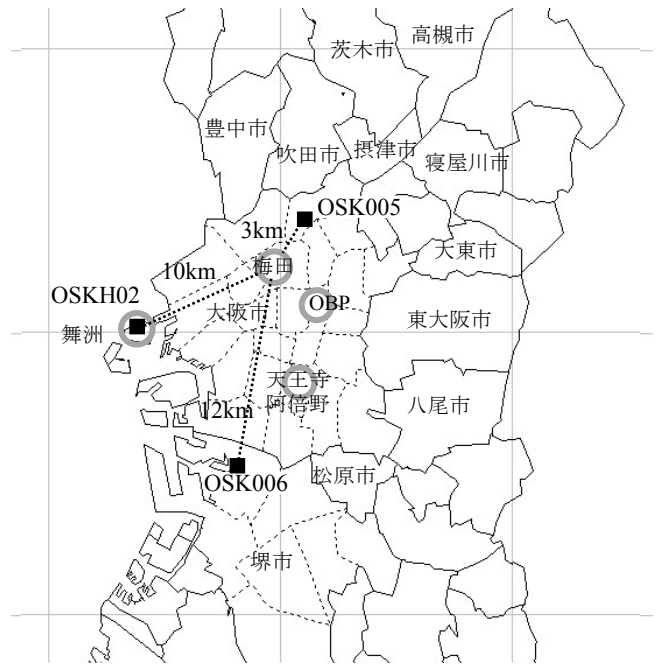 高槻市
茨木市
豊中市
吹田市
摂津市
寝屋川市
OSK005
3km
大東市
梅田
10km
OSKH02
OBP
大阪市
東大阪市
舞洲
天王寺
阿倍野
八尾市
12km
松原市
OSK006
堺市